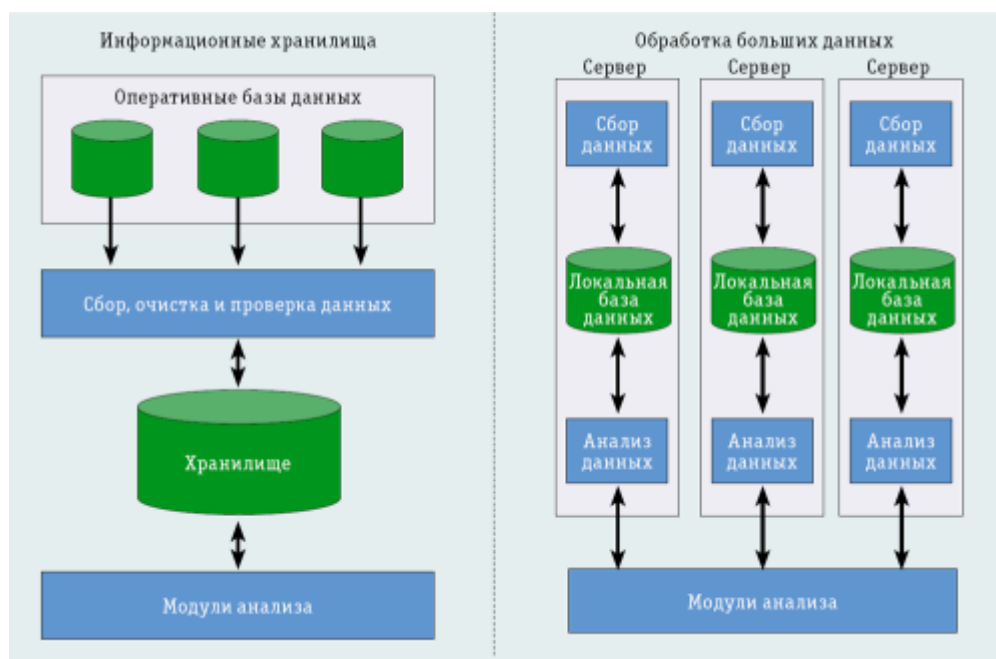 Информационные хранилища
Оперативные базы данных
Сбор, очистка и проверка данных
Хранилище
Модули анализа
Обработка больших данных
Сервер
Сервер
Сервер
Сбор
данных
Сбор
данных
Сбор
данных
Локальная
база
данных
Локальная
база
данных
Локальная
база
данных
Анализ
данных
Анализ
данных
Анализ
данных
Модули анализа